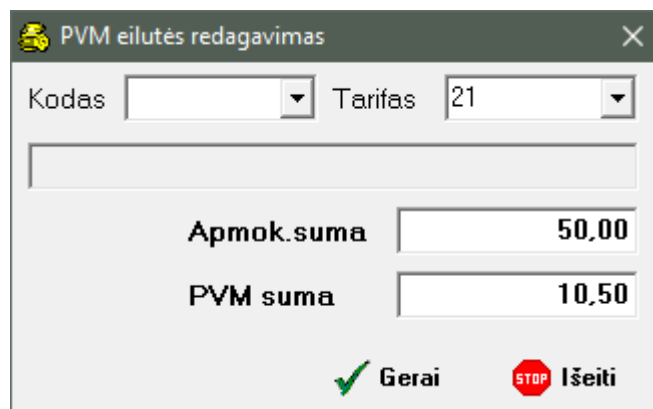 PVM eilutės redagavimas
Kodas Tarifas 21
Apmok.suma 50,00
PVM suma 10,50
Gerai STOP Išeiti